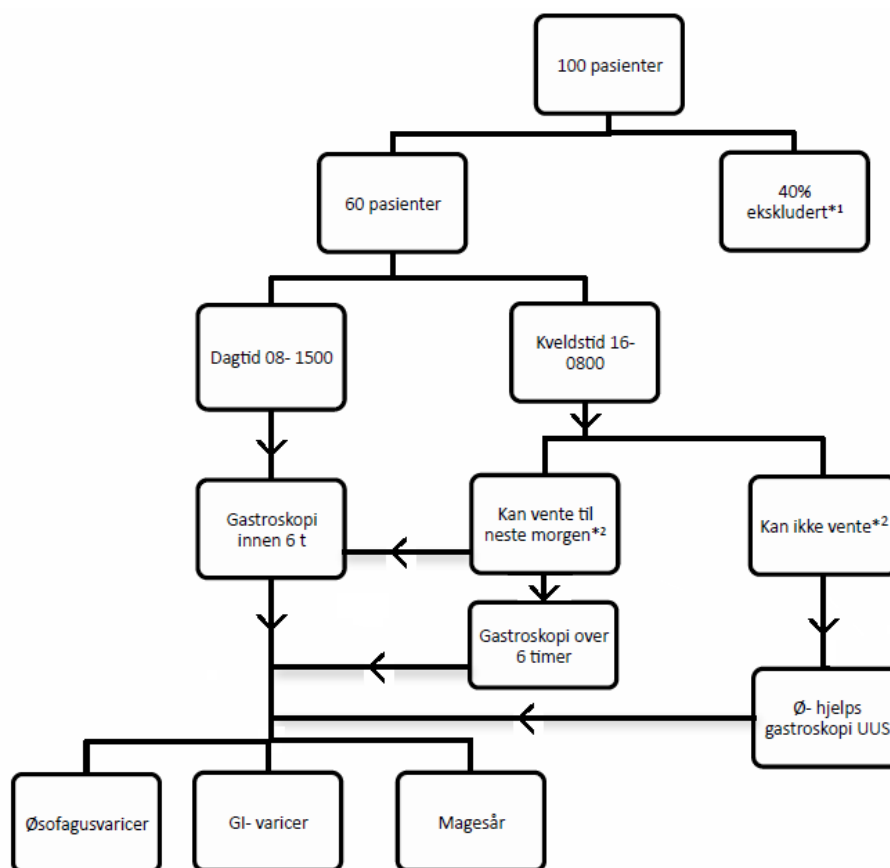 100 pasienter
60 pasienter
40%
ekskludert*1
Dagtid 08- 1500
Kveldstid 16-
0800
Gastroskopi
innen 6 t
Kan vente til
neste morgen*2
Kan ikke vente*2
Gastroskopi over
6 timer
Ø- hjelps
gastroskopi UUS
Øsofagusvaricer
GI- varicer
Magesår